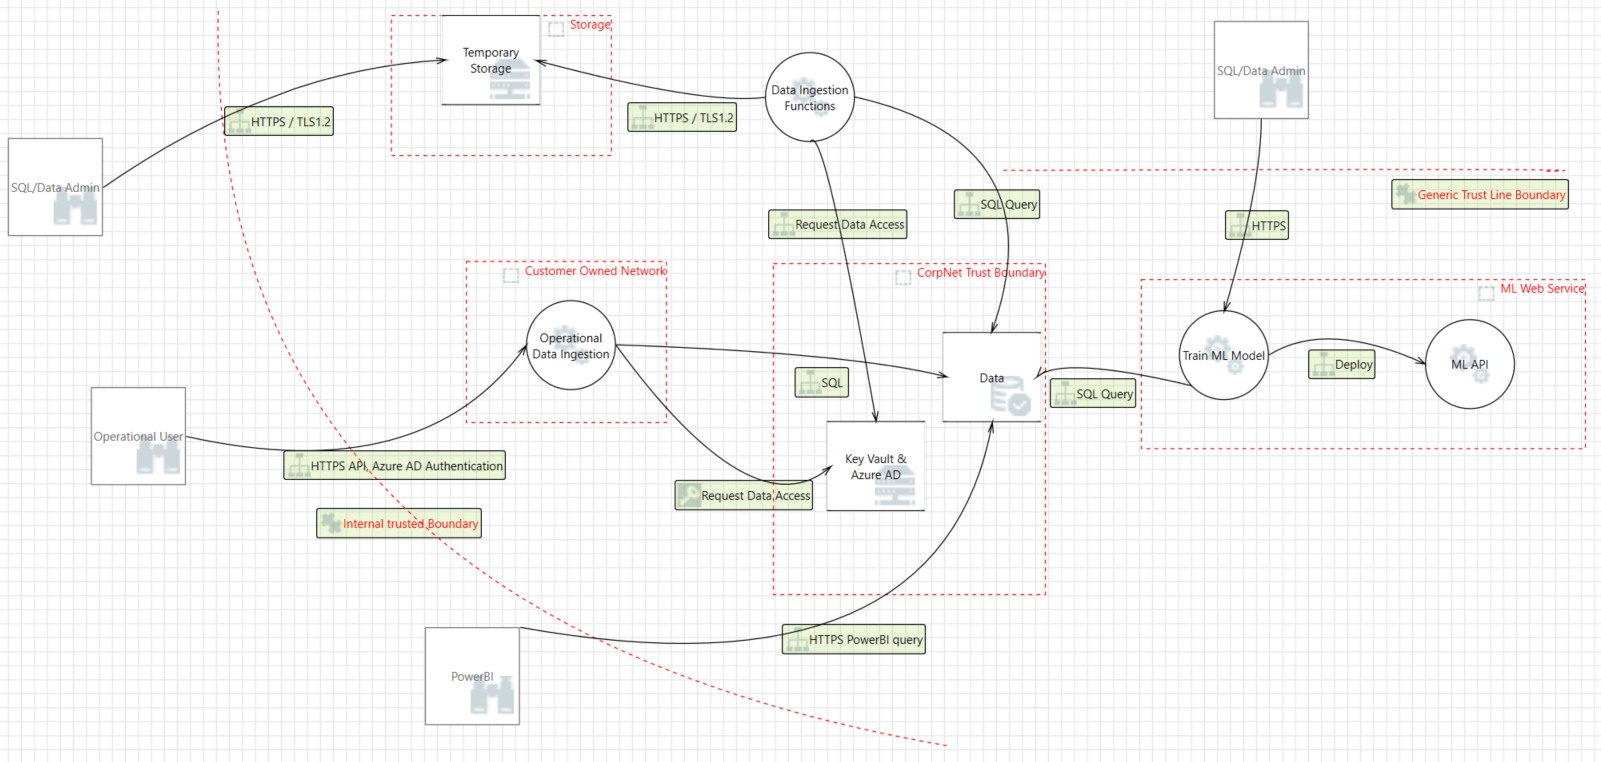 Storage
Temporary
Storage
Data Ingestion
Functions
SQL/Data Admin
HTTPS / TLS1.2
HTTPS / TLS1.2
SQL/Data Admin
Generic Trust Line Boundary
SQL Query
Request Data Access
HTTPS
Customer Owned Network
CorpNet Trust Boundary
ML Web Service
Operational
Data Ingestion
Train ML Model
ML API
Deploy
Data
SQL
SQL Query
Operational User
HTTPS API, Azure AD Authentication
Key Vault &
Azure AD
Request Data Access
Internal trusted Boundary
HTTPS PowerBI query
PowerBI